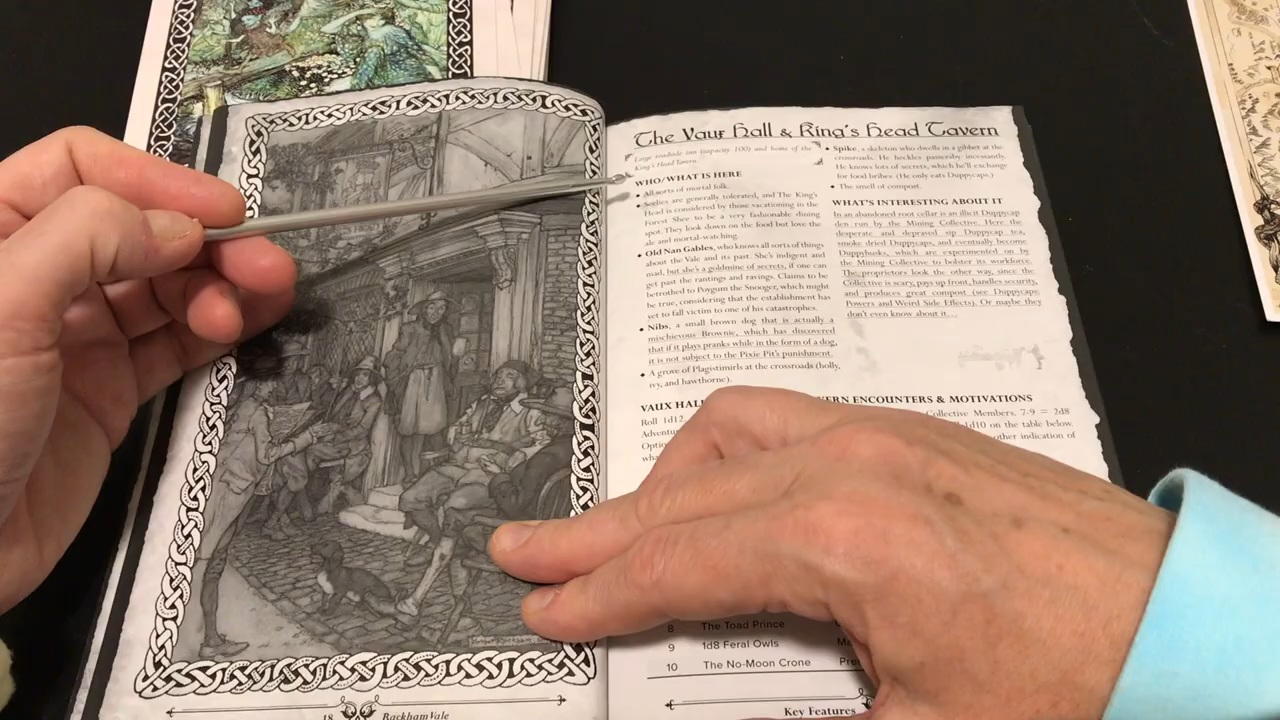 The Vaux Hall & King's Head Tavern
Large roadside inn (capacity 100) and home of the
King's Head Tavern.
WHO/WHAT IS HERE
• All sorts of mortal folk.
• Seelies are generally tolerated, and The King's
Head is considered by those vacationing in the
Forest Shee to be a very fashionable dining
spot. They look down on the food but love the
ale and mortal-watching.
• Old Nan Gables, who knows all sorts of things
about the Vale and its past. She's indigent and
mad, but she's a goldmine of secrets, if one can
get past the rantings and ravings. Claims to be
betrothed to Poygum the Snooger, which might
be true, considering that the establishment has
yet to fall victim to one of his catastrophes.
• Nibs, a small brown dog that is actually a
mischievous Brownie, which has discovered
that if it plays pranks while in the form of a dog,
it is not subject to the Pixie Pit's punishment.
• A grove of Plagistimirls at the crossroads (holly,
ivy, and hawthorne).
• Spike, a skeleton who dwells in a gibbet at the
crossroads. He heckles passersby incessantly.
He knows lots of secrets, which he'll exchange
for food bribes. (He only eats Duppycaps.)
• The smell of compost.
WHAT'S INTERESTING ABOUT IT
In an abandoned root cellar is an illicit Duppycap
den run by the Mining Collective. Here the
desperate and depraved sip Duppycap tea,
smoke dried Duppycaps, and eventually become
Duppyhusks, which are experimented on by
the Mining Collective to bolster its workforce.
The proprietors look the other way, since the
Collective is scary, pays up front, handles security,
and produces great compost (see Duppycaps:
Powers and Weird Side Effects). Or maybe they
don't even know about it…
VAUX HALL ENCOUNTERS & MOTIVATIONS
Roll 1d12. Collective Members, 7-9 = 2d8
1d10 on the table below.
other indication of
8 The Toad Prince
9 1d8 Feral Owls
10 The No-Moon Crone
18 Rackham Vale
Key Features